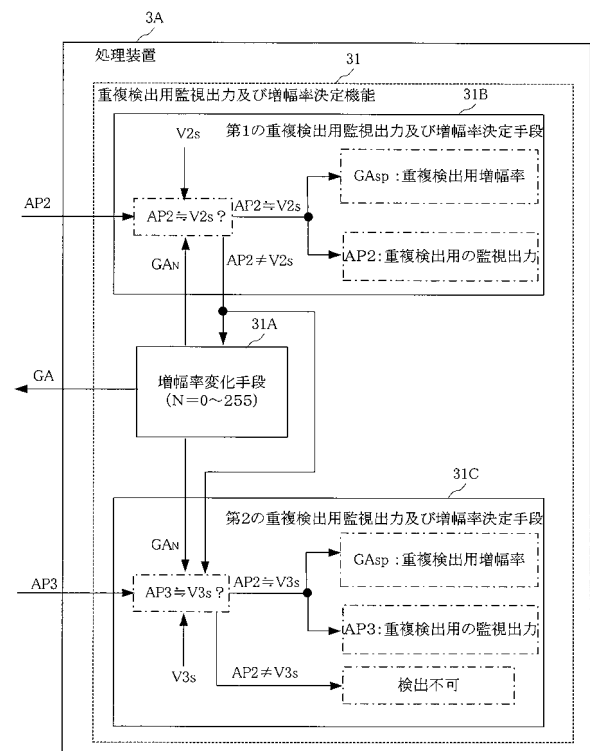 3A
処理装置
31
重複検出用監視出力及び増幅率決定機能
31B
第1の重複検出用監視出力及び増幅率決定手段
V2s
GAsp：重複検出用増幅率
AP2
AP2≒V2s？
AP2≒V2s
AP2：重複検出用の監視出力
GAN
AP2≠V2s
31A
GA
増幅率変化手段
(N＝0～255)
31C
第2の重複検出用監視出力及び増幅率決定手段
GAN
GAsp：重複検出用増幅率
AP3
AP3≒V3s？
AP2≒V3s
AP3：重複検出用の監視出力
V3s
AP2≠V3s
検出不可